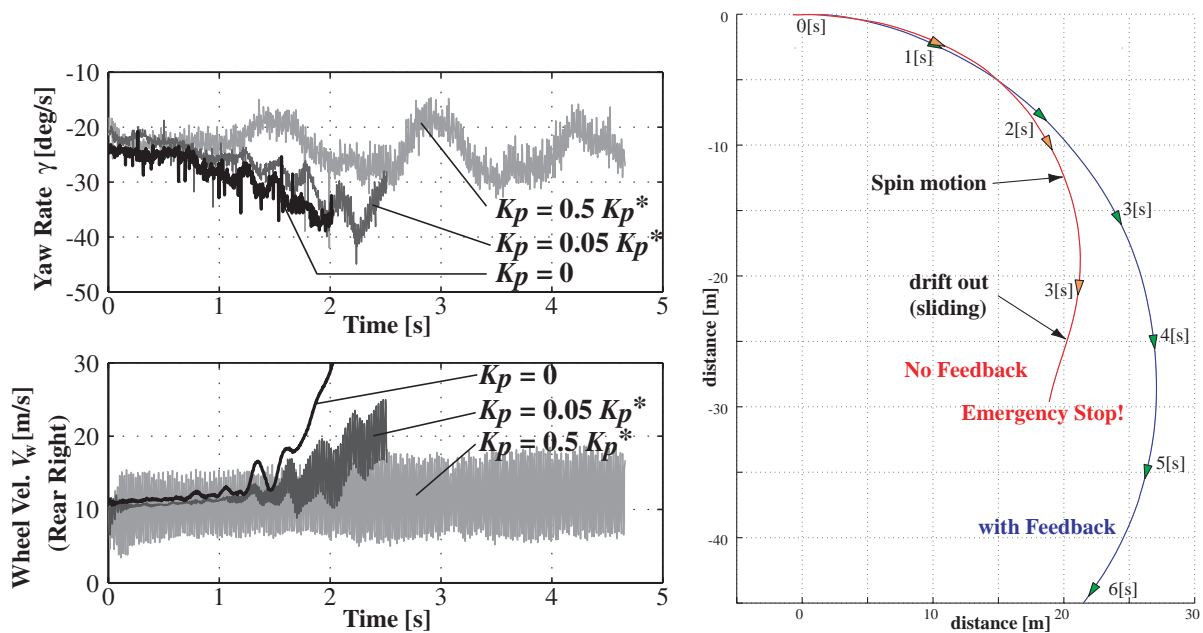 -10
-20
-30
-40
-50
Yaw Rate γ [deg/s]
Kp = 0.5 Kp*
Kp = 0.05 Kp*
Kp = 0
0 1 2 3 4 5
Time [s]
30
20
10
0
Wheel Vel. Vw [m/s]
(Rear Right)
Kp = 0
Kp = 0.05 Kp*
Kp = 0.5 Kp*
0 1 2 3 4 5
Time [s]
0
-10
-20
-30
-40
distance [m]
0[s]
1[s]
2[s]
Spin motion
3[s]
drift out
(sliding)
3[s]
4[s]
No Feedback
Emergency Stop!
5[s]
with Feedback
6[s]
0 10 20 30
distance [m]